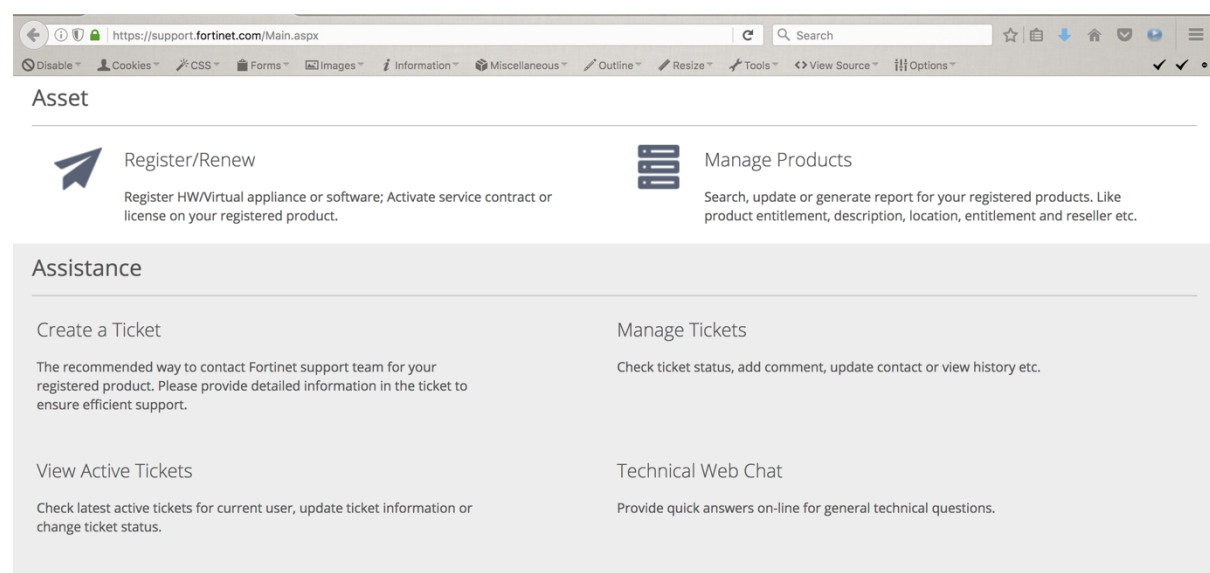 https://support.fortinet.com/Main.aspx
Search
Disable Cookies CSS Forms Images Information Miscellaneous Outline Resize Tools View Source Options
Asset
Register/Renew
Register HW/Virtual appliance or software; Activate service contract or
license on your registered product.
Manage Products
Search, update or generate report for your registered products. Like
product entitlement, description, location, entitlement and reseller etc.
Assistance
Create a Ticket
The recommended way to contact Fortinet support team for your
registered product. Please provide detailed information in the ticket to
ensure efficient support.
Manage Tickets
Check ticket status, add comment, update contact or view history etc.
View Active Tickets
Check latest active tickets for current user, update ticket information or
change ticket status.
Technical Web Chat
Provide quick answers on-line for general technical questions.